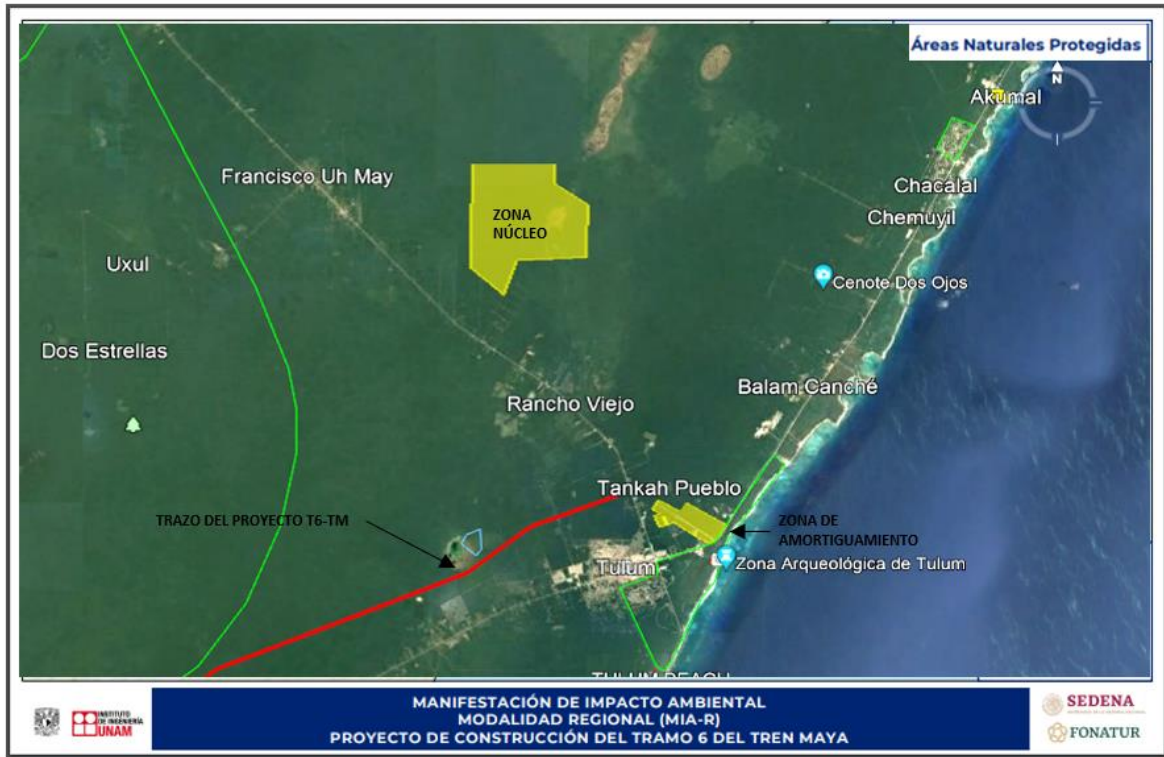 Áreas Naturales Protegidas
N
Akumal
Francisco Uh May
ZONA
NÚCLEO
Chacalal
Chemuyil
Uxul
Cenote Dos Ojos
Dos Estrellas
Balam Canché
Rancho Viejo
Tankah Pueblo
TRAZO DEL PROYECTO T6-TM
ZONA DE
AMORTIGUAMIENTO
Tulum
Zona Arqueológica de Tulum
TULUM BEACH
INSTITUTO
DE INGENIERÍA
UNAM
MANIFESTACIÓN DE IMPACTO AMBIENTAL
MODALIDAD REGIONAL (MIA-R)
PROYECTO DE CONSTRUCCIÓN DEL TRAMO 6 DEL TREN MAYA
SEDENA
FONATUR